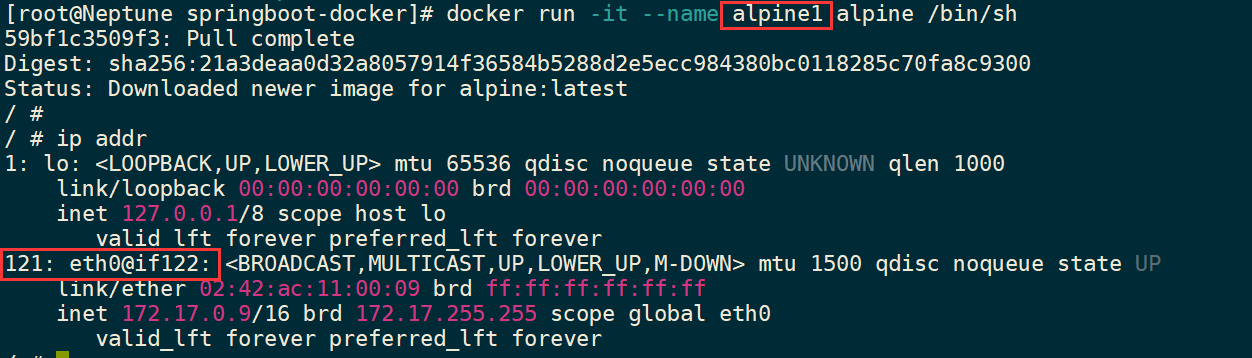 [root@Neptune springboot-docker]# docker run -it --name alpine1 alpine /bin/sh
59bf1c3509f3: Pull complete
Digest: sha256:21a3deaa0d32a8057914f36584b5288d2e5ecc984380bc0118285c70fa8c9300
Status: Downloaded newer image for alpine:latest
/ #
/ # ip addr
1: lo: <LOOPBACK,UP,LOWER_UP> mtu 65536 qdisc noqueue state UNKNOWN qlen 1000
    link/loopback 00:00:00:00:00:00 brd 00:00:00:00:00:00
    inet 127.0.0.1/8 scope host lo
       valid_lft forever preferred_lft forever
121: eth0@if122: <BROADCAST,MULTICAST,UP,LOWER_UP,M-DOWN> mtu 1500 qdisc noqueue state UP
    link/ether 02:42:ac:11:00:09 brd ff:ff:ff:ff:ff:ff
    inet 172.17.0.9/16 brd 172.17.255.255 scope global eth0
       valid_lft forever preferred_lft forever
/ #